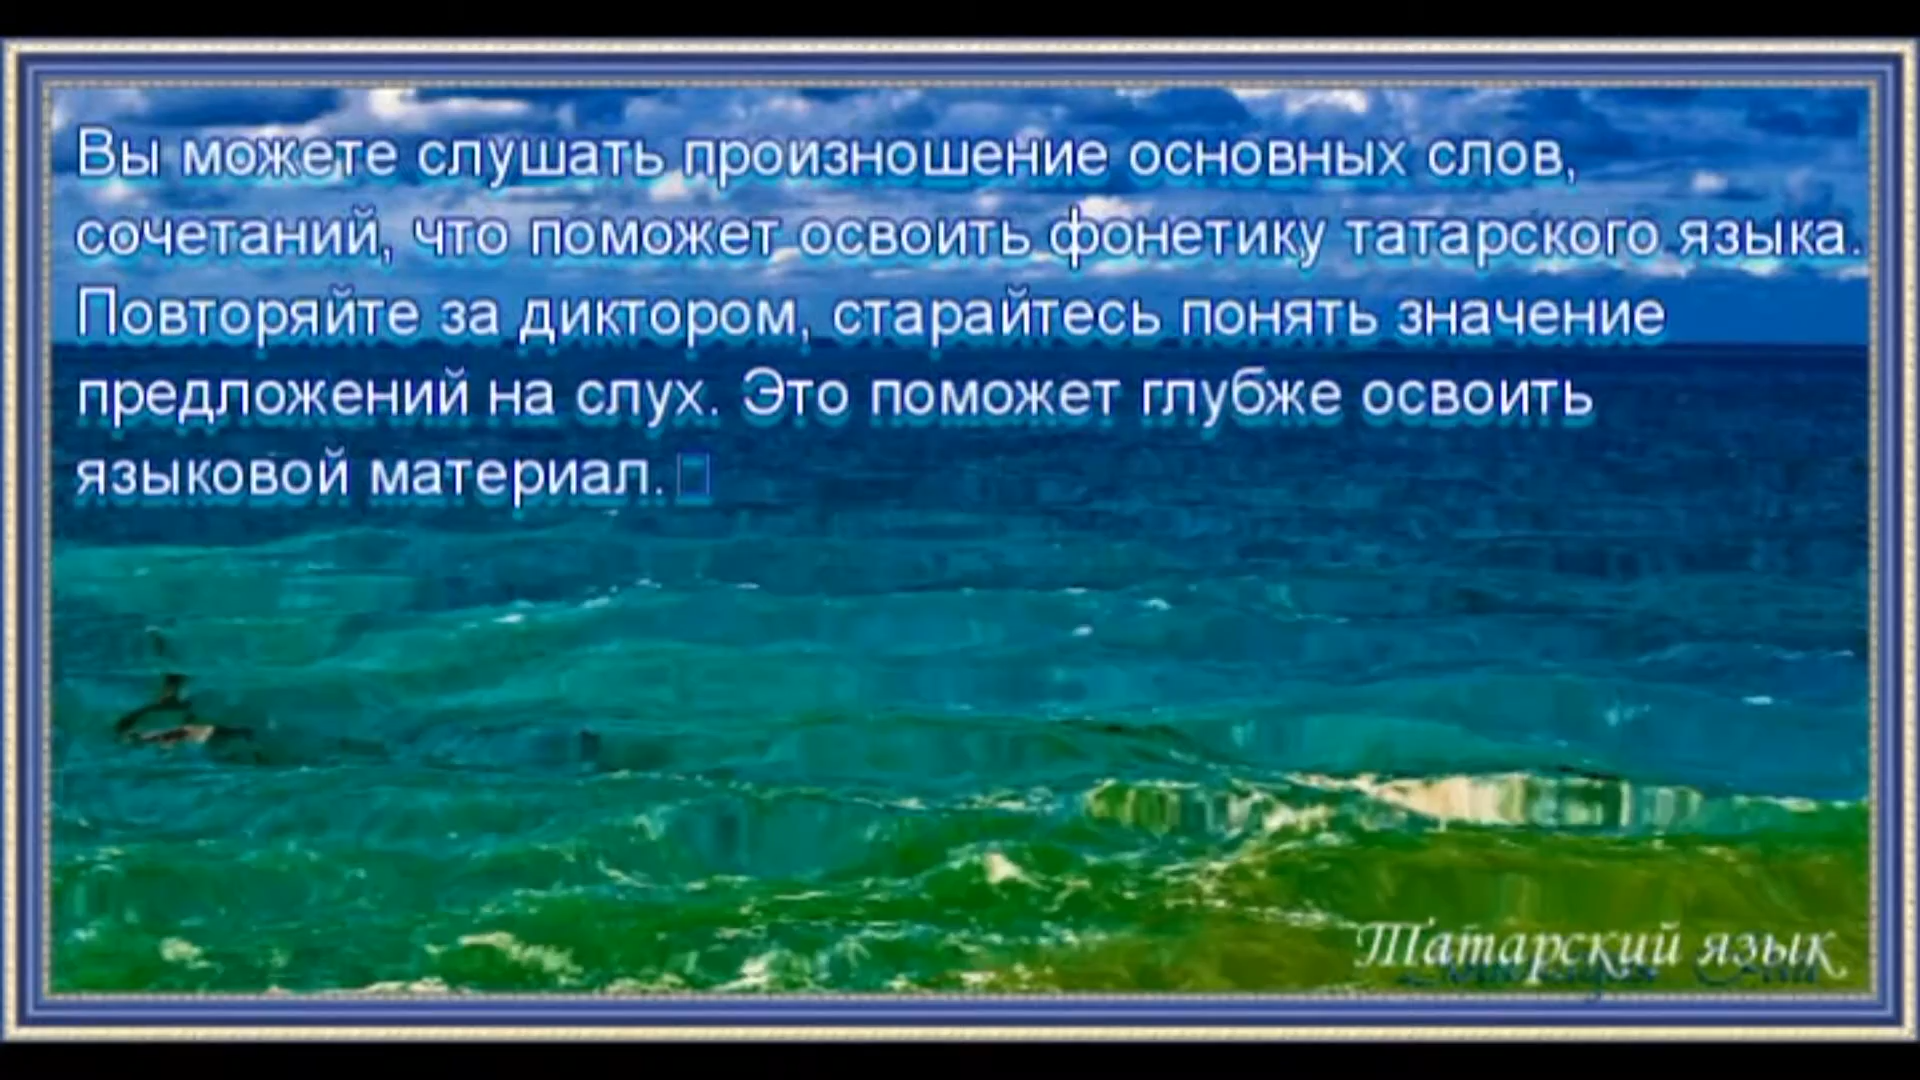 Вы можете слушать произношение основных слов,
сочетаний, что поможет освоить фонетику татарского языка.
Повторяйте за диктором, старайтесь понять значение
предложений на слух. Это поможет глубже освоить
языковой материал.
Татарский язык